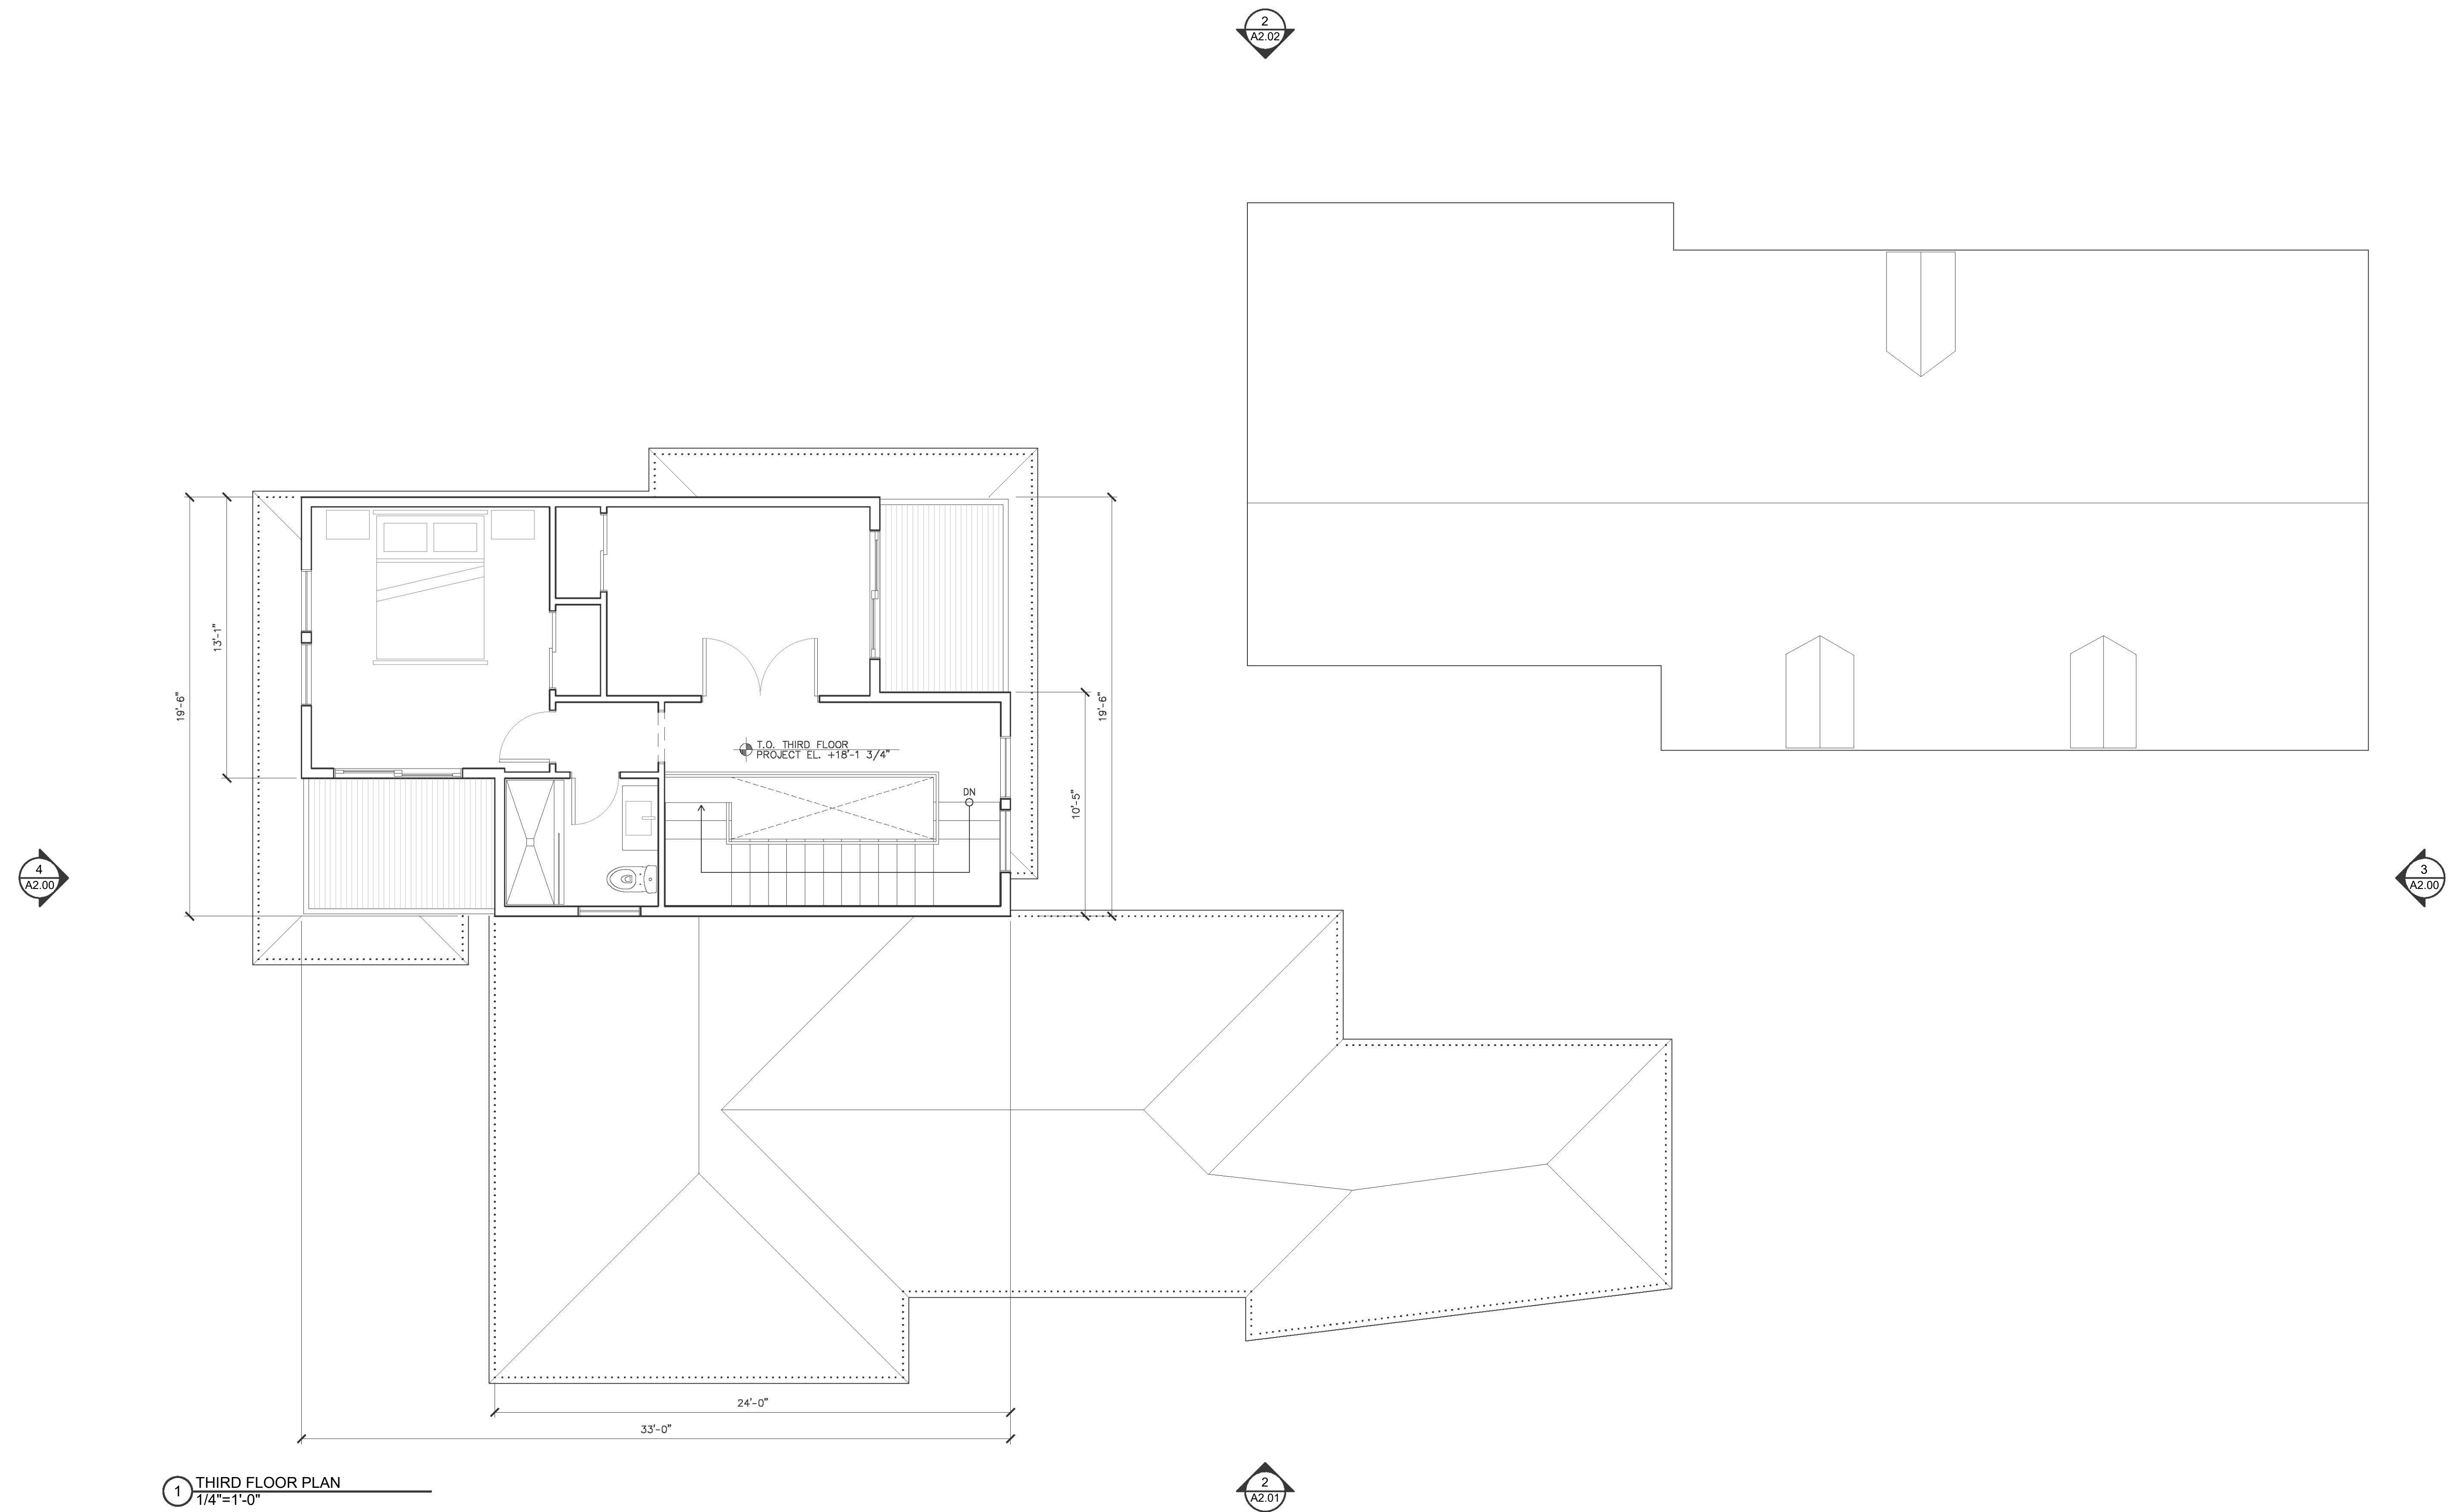 2
A2.02
13'-1"
19'-6"
19'-6"
T.O. THIRD FLOOR
PROJECT EL. +18'-1 3/4"
DN
10'-5"
4
A2.00
3
A2.00
24'-0"
33'-0"
1
THIRD FLOOR PLAN
1/4"=1'-0"
2
A2.01